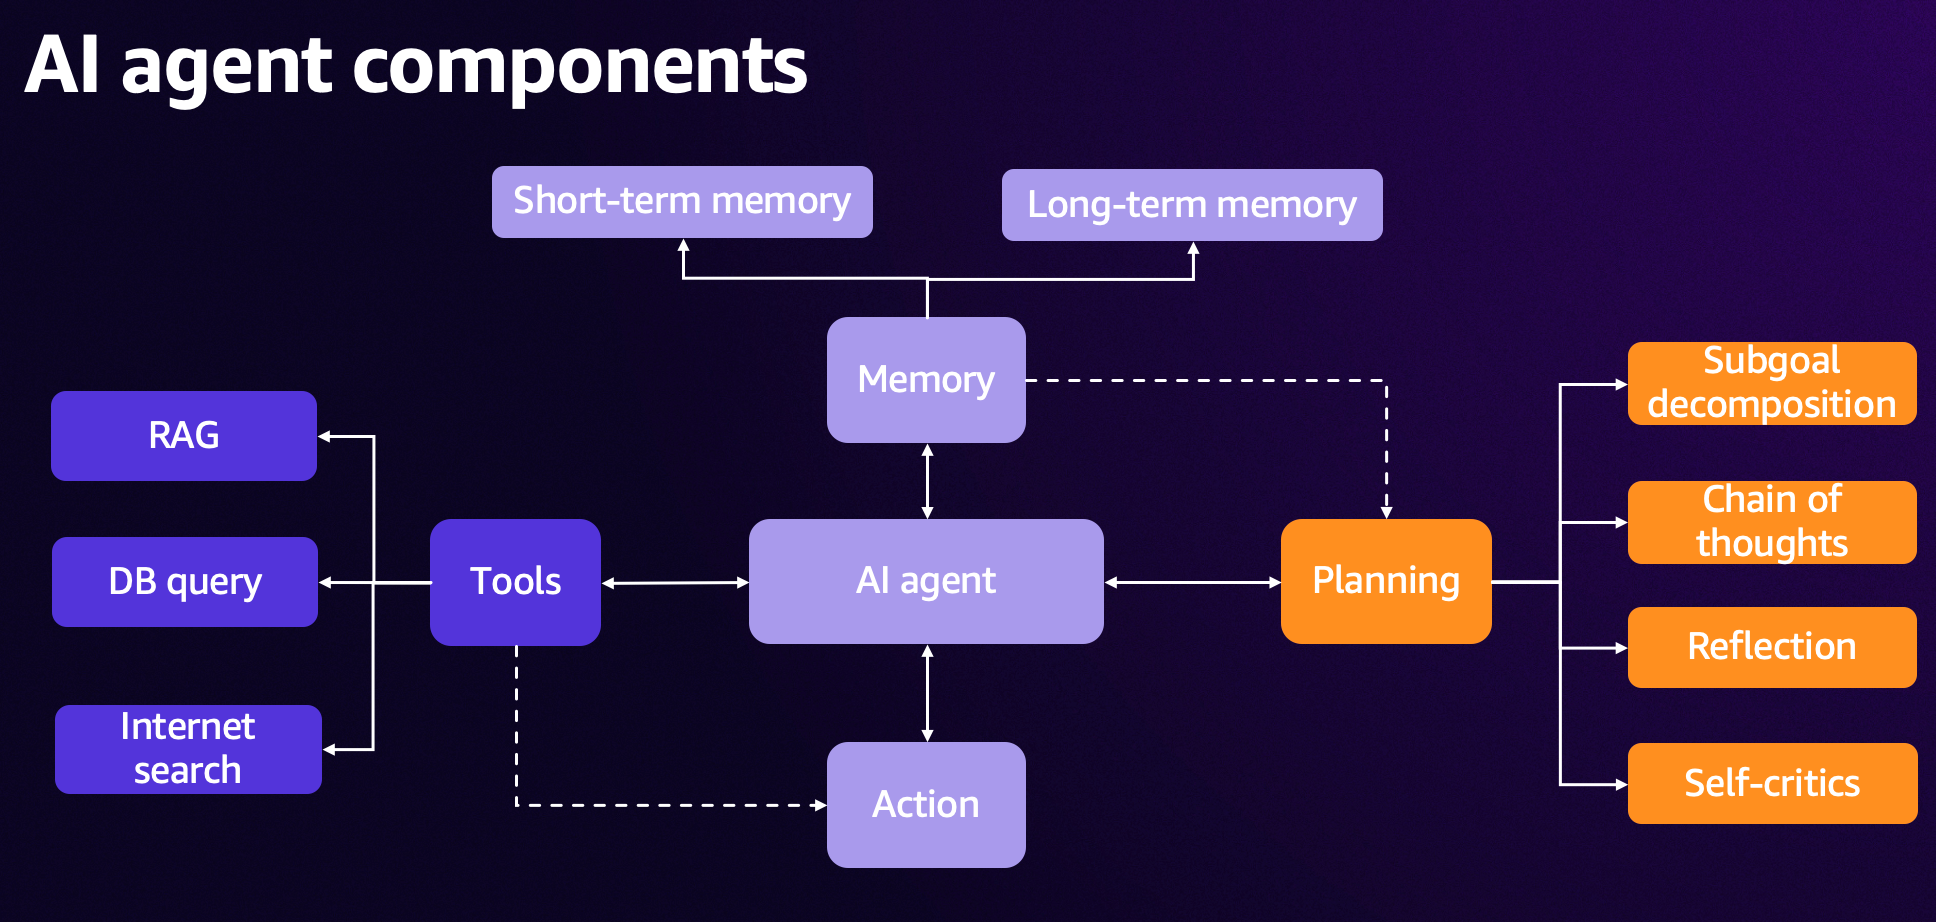 AI agent components
Short-term memory
Long-term memory
Memory
RAG
DB query
Internet
search
Tools
AI agent
Planning
Action
Subgoal
decomposition
Chain of
thoughts
Reflection
Self-critics